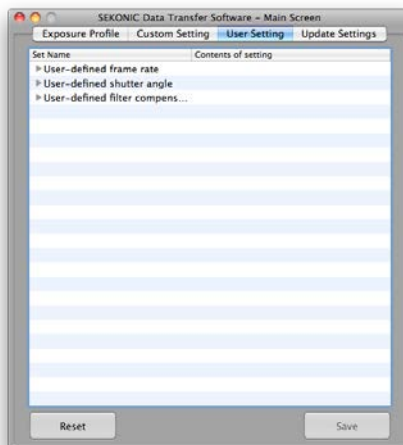 SEKONIC Data Transfer Software – Main Screen
Exposure Profile Custom Setting User Setting Update Settings
Set Name Contents of setting
User-defined frame rate
User-defined shutter angle
User-defined filter compens...
Reset Save